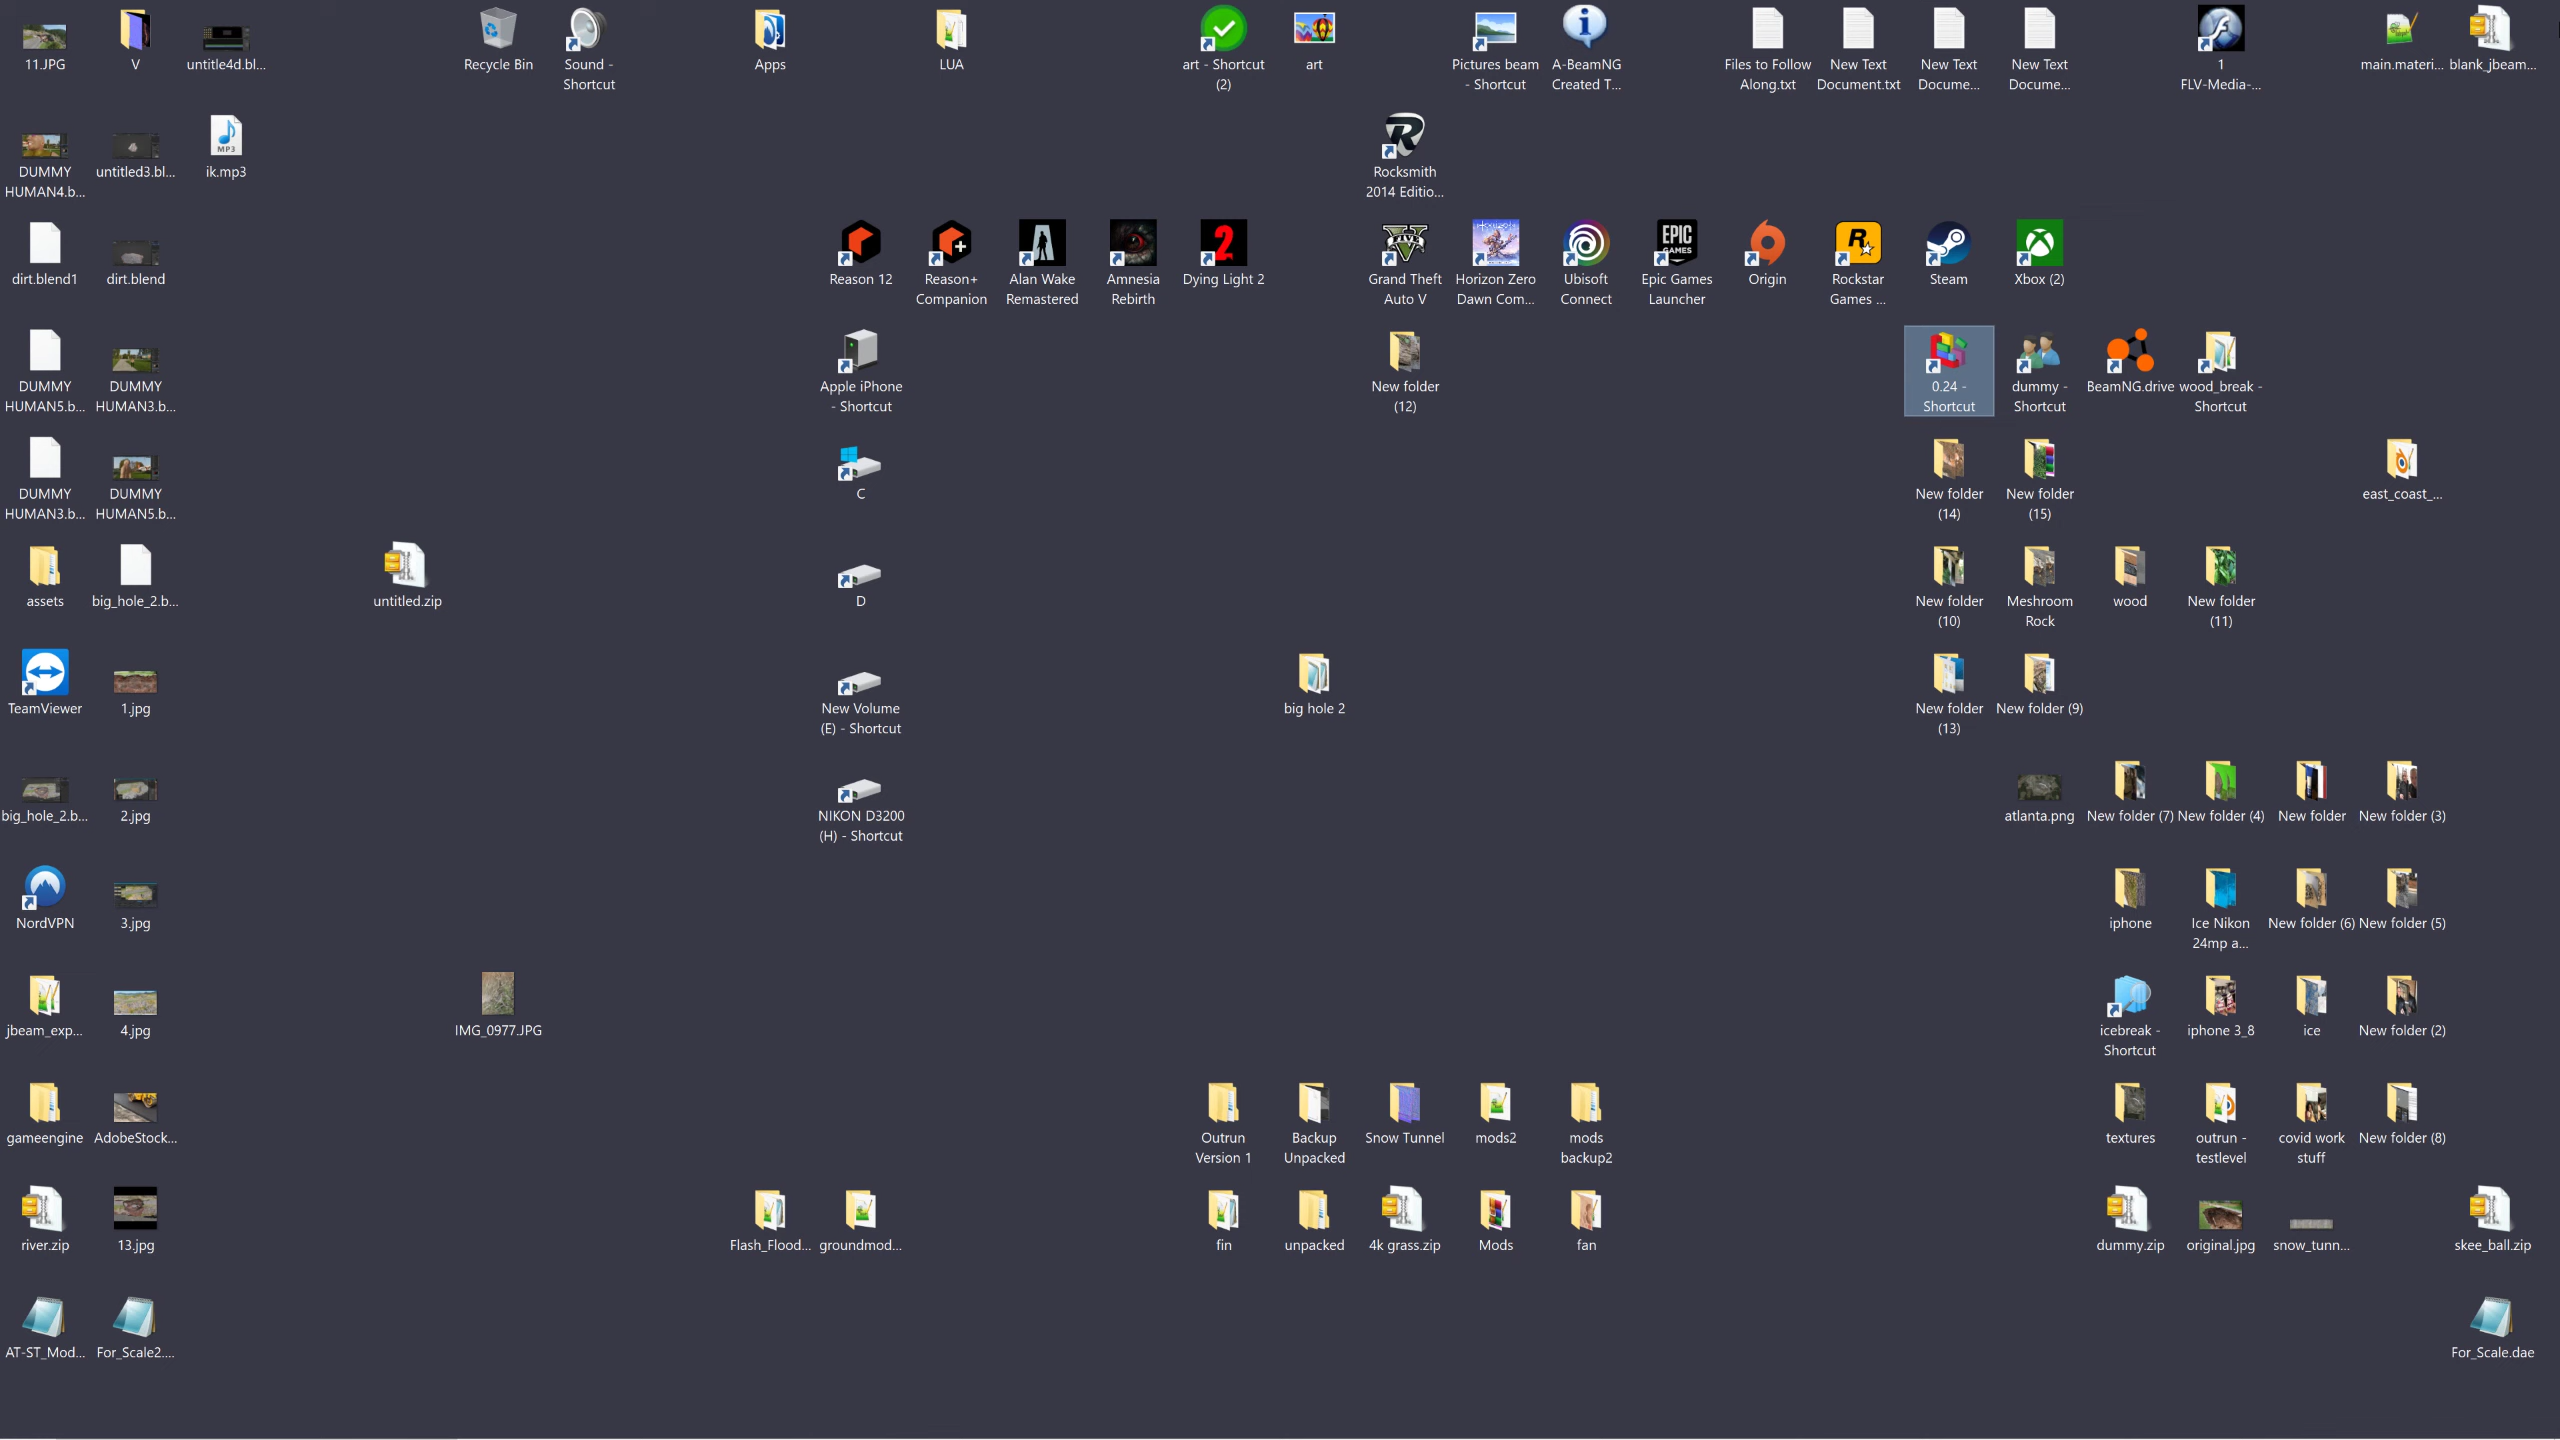 11.JPG
V
untitle4d.bl...
Recycle Bin
Sound -
Shortcut
Apps
LUA
art - Shortcut
(2)
art
Pictures beam
- Shortcut
A-BeamNG
Created T...
Files to Follow
Along.txt
New Text
Document.txt
New Text
Docume...
New Text
Docume...
1
FLV-Media-...
main.materi...
blank_jbeam...
DUMMY
HUMAN4.b...
untitled3.bl...
MP3
ik.mp3
Rocksmith
2014 Editio...
dirt.blend1
dirt.blend
Reason 12
Reason+
Companion
Alan Wake
Remastered
Amnesia
Rebirth
2
Dying Light 2
Grand Theft
Auto V
Horizon Zero
Dawn Com...
Ubisoft
Connect
EPIC
GAMES
Epic Games
Launcher
Origin
R
Rockstar
Games ...
Steam
Xbox (2)
DUMMY
HUMAN5.b...
DUMMY
HUMAN3.b...
Apple iPhone
- Shortcut
New folder
(12)
0.24 -
Shortcut
dummy -
Shortcut
BeamNG.drive
wood_break -
Shortcut
DUMMY
HUMAN3.b...
DUMMY
HUMAN5.b...
C
New folder
(14)
New folder
(15)
east_coast_...
assets
big_hole_2.b...
untitled.zip
D
New folder
(10)
Meshroom
Rock
wood
New folder
(11)
TeamViewer
1.jpg
New Volume
(E) - Shortcut
big hole 2
New folder
(13)
New folder (9)
big_hole_2.b...
2.jpg
NIKON D3200
(H) - Shortcut
atlanta.png
New folder (7)
New folder (4)
New folder
New folder (3)
NordVPN
3.jpg
iphone
Ice Nikon
24mp a...
New folder (6)
New folder (5)
jbeam_exp...
4.jpg
IMG_0977.JPG
icebreak -
Shortcut
iphone 3_8
ice
New folder (2)
gameengine
AdobeStock...
Outrun
Version 1
Backup
Unpacked
Snow Tunnel
mods2
mods
backup2
textures
outrun -
testlevel
covid work
stuff
New folder (8)
river.zip
13.jpg
Flash_Flood...
groundmod...
fin
unpacked
4k grass.zip
Mods
fan
dummy.zip
original.jpg
snow_tunn...
skee_ball.zip
AT-ST_Mod...
For_Scale2....
For_Scale.dae